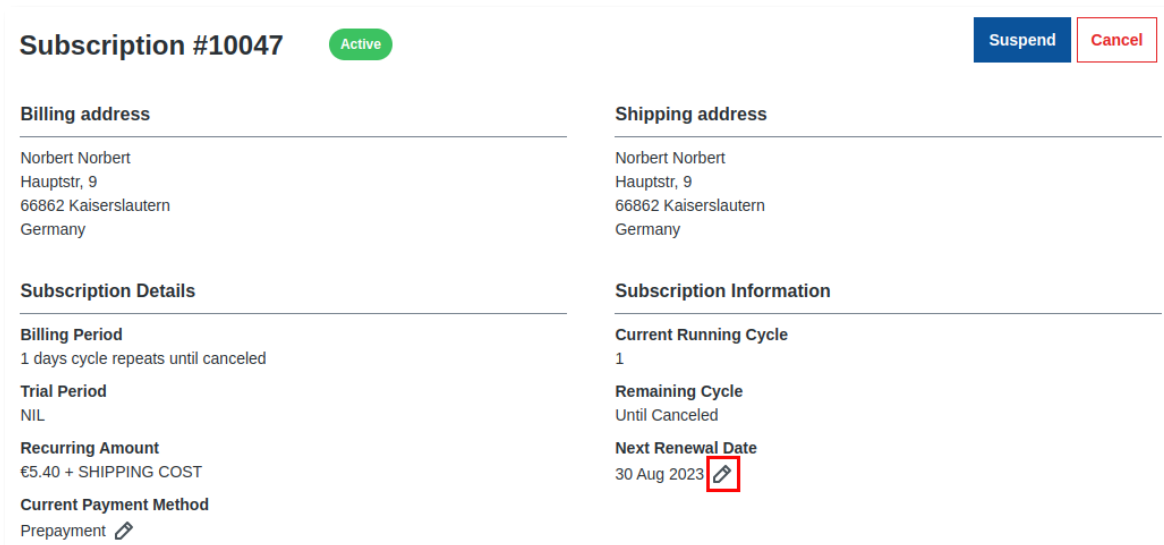 Subscription #10047
Active
Suspend
Cancel
Billing address
Norbert Norbert
Hauptstr, 9
66862 Kaiserslautern
Germany
Shipping address
Norbert Norbert
Hauptstr, 9
66862 Kaiserslautern
Germany
Subscription Details
Billing Period
1 days cycle repeats until canceled
Trial Period
NIL
Recurring Amount
€5.40 + SHIPPING COST
Current Payment Method
Prepayment
Subscription Information
Current Running Cycle
1
Remaining Cycle
Until Canceled
Next Renewal Date
30 Aug 2023